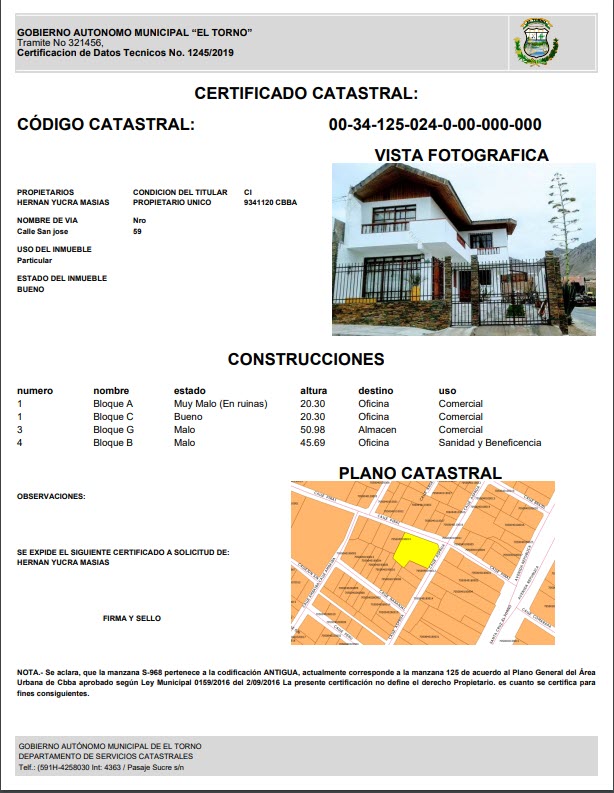 GOBIERNO AUTONOMO MUNICIPAL “EL TORNO”
Tramite No 321456,
Certificacion de Datos Tecnicos No. 1245/2019
EL TORNO
CERTIFICADO CATASTRAL:
CÓDIGO CATASTRAL: 00-34-125-024-0-00-000-000
VISTA FOTOGRAFICA
PROPIETARIOS CONDICION DEL TITULAR CI
HERNAN YUCRA MASIAS PROPIETARIO UNICO 9341120 CBBA
NOMBRE DE VIA Nro
Calle San jose 59
USO DEL INMUEBLE
Particular
ESTADO DEL INMUEBLE
BUENO
CONSTRUCCIONES
numero nombre estado altura destino uso
1 Bloque A Muy Malo (En ruinas) 20.30 Oficina Comercial
1 Bloque C Bueno 20.30 Oficina Comercial
3 Bloque G Malo 50.98 Almacen Comercial
4 Bloque B Malo 45.69 Oficina Sanidad y Beneficencia
PLANO CATASTRAL
OBSERVACIONES:
SE EXPIDE EL SIGUIENTE CERTIFICADO A SOLICITUD DE:
HERNAN YUCRA MASIAS
FIRMA Y SELLO
AVENIDA REPUBLICA
AVENIDA REPUBLICA
NOTA.- Se aclara, que la manzana S-968 pertenece a la codificación ANTIGUA, actualmente corresponde a la manzana 125 de acuerdo al Plano General del Área
Urbana de Cbba aprobado según Ley Municipal 0159/2016 del 2/09/2016 La presente certificación no define el derecho Propietario. es cuanto se certifica para
fines consiguientes.
GOBIERNO AUTÓNOMO MUNICIPAL DE EL TORNO
DEPARTAMENTO DE SERVICIOS CATASTRALES
Telf.: (591H-4258030 Int: 4363 / Pasaje Sucre s/n